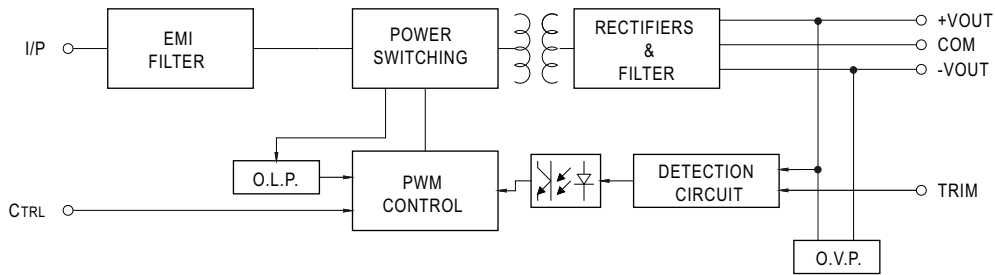 I/P
EMI
FILTER
POWER
SWITCHING
RECTIFIERS
&
FILTER
+VOUT
COM
-VOUT
O.L.P.
PWM
CONTROL
DETECTION
CIRCUIT
TRIM
CTRL
O.V.P.